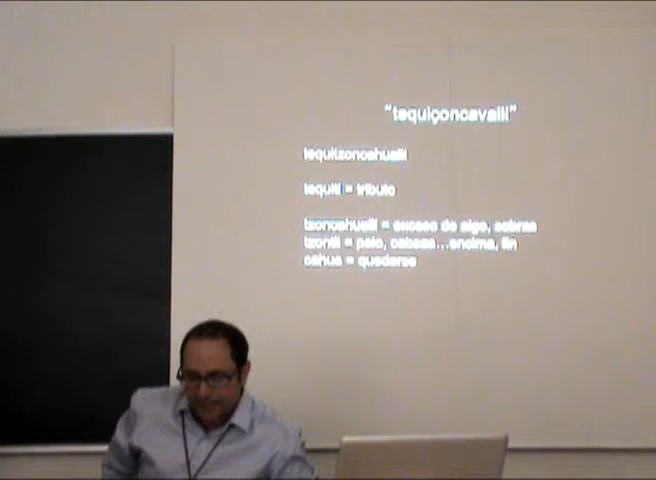 "tequiçoncavalli"
tequitzoncahualli
tequitl = tributo
tzoncahualli = exceso de algo, sobras
tzontli = pelo, cabeza...encima, fin
cahua = quedarse